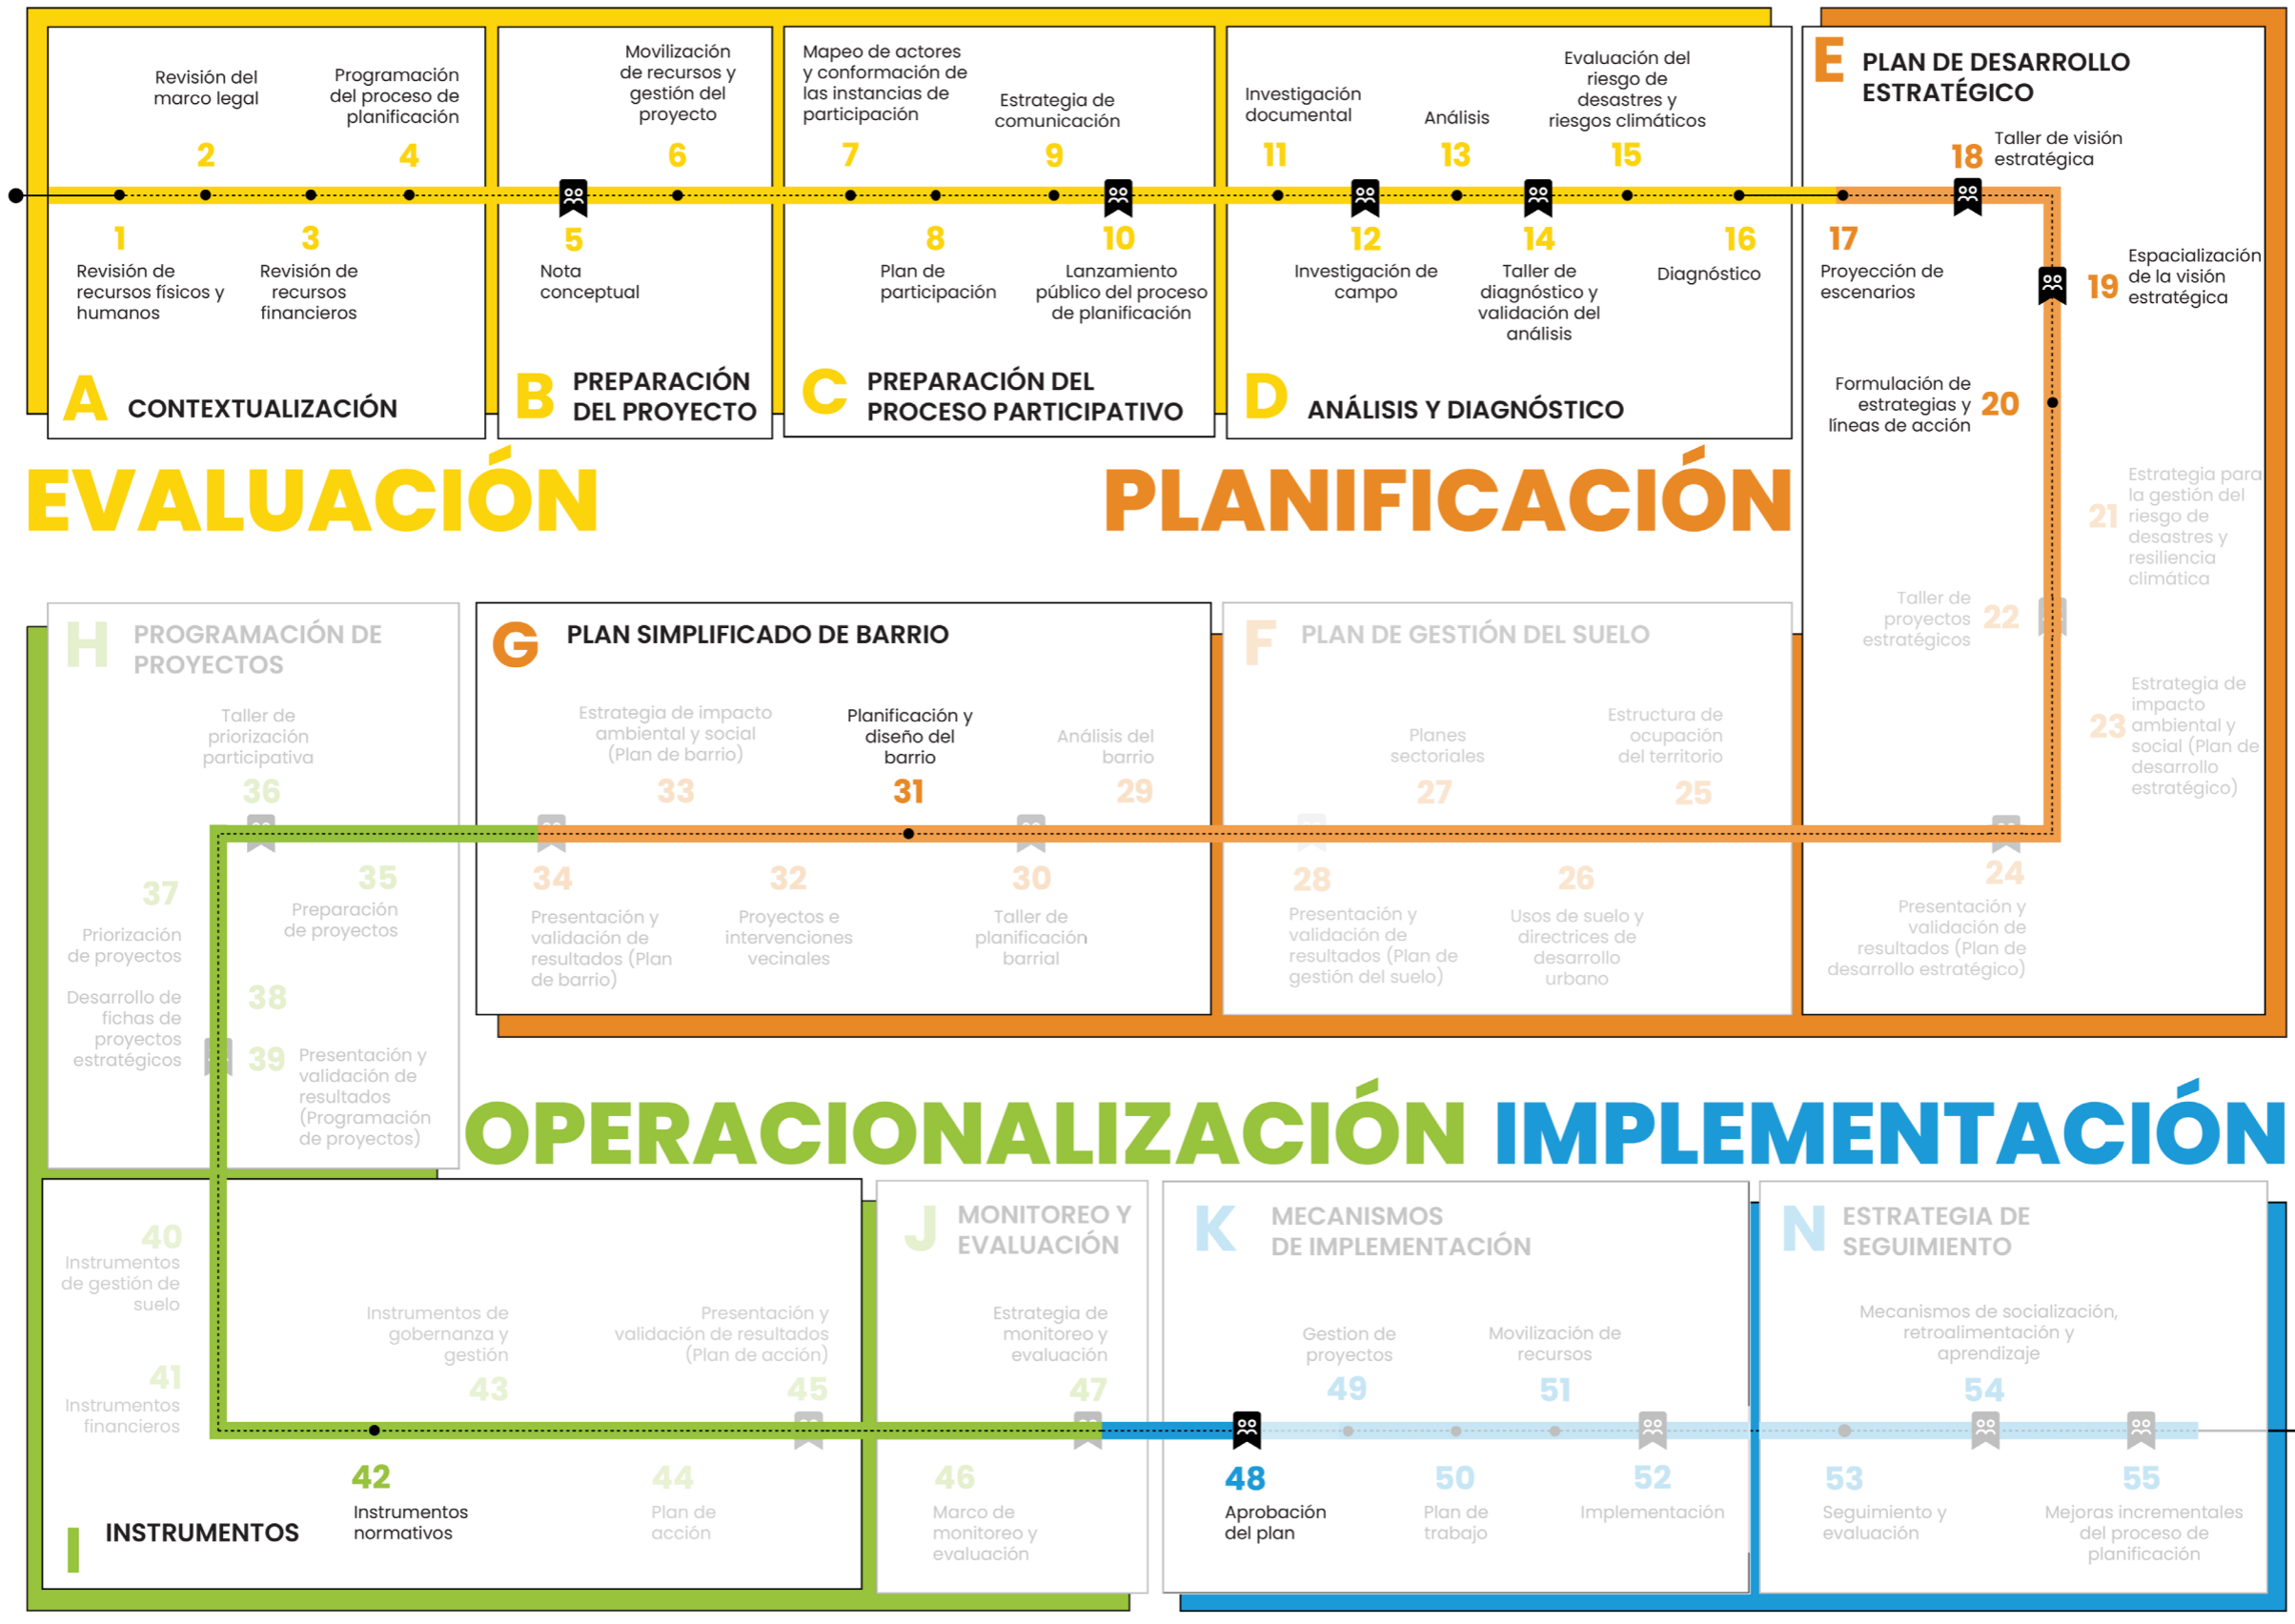 Revisión del
marco legal
2
Programación
del proceso de
planificación
4
1
Revisión de
recursos físicos y
humanos
3
Revisión de
recursos
financieros
A CONTEXTUALIZACIÓN
Movilización
de recursos y
gestión del
proyecto
6
5
Nota
conceptual
B PREPARACIÓN
DEL PROYECTO
Mapeo de actores
y conformación de
las instancias de
participación
7
Estrategia de
comunicación
9
8
Plan de
participación
10
Lanzamiento
público del proceso
de planificación
C PREPARACIÓN DEL
PROCESO PARTICIPATIVO
Investigación
documental
11
Análisis
13
Evaluación del
riesgo de
desastres y
riesgos climáticos
15
12
Investigación de
campo
14
Taller de
diagnóstico y
validación del
análisis
16
Diagnóstico
D ANÁLISIS Y DIAGNÓSTICO
E PLAN DE DESARROLLO
ESTRATÉGICO
18 Taller de visión
estratégica
17
Proyección de
escenarios
19 Espacialización
de la visión
estratégica
Formulación de
estrategias y
líneas de acción
20
Estrategia para
la gestión del
riesgo de
desastres y
resiliencia
climática
21
Taller de
proyectos
estratégicos
22
Estrategia de
impacto
ambiental y
social (Plan de
desarrollo
estratégico)
23
24
Presentación y
validación de
resultados (Plan de
desarrollo estratégico)
EVALUACIÓN
PLANIFICACIÓN
F PLAN DE GESTIÓN DEL SUELO
Planes
sectoriales
27
Estructura de
ocupación
del territorio
25
28
Presentación y
validación de
resultados (Plan de
gestión del suelo)
26
Usos de suelo y
directrices de
desarrollo
urbano
G PLAN SIMPLIFICADO DE BARRIO
Estrategia de impacto
ambiental y social
(Plan de barrio)
33
Planificación y
diseño del
barrio
31
Análisis del
barrio
29
34
Presentación y
validación de
resultados (Plan
de barrio)
32
Proyectos e
intervenciones
vecinales
30
Taller de
planificación
barrial
H PROGRAMACIÓN DE
PROYECTOS
Taller de
priorización
participativa
36
35
Preparación
de proyectos
37
Priorización
de proyectos
38
Desarrollo de
fichas de
proyectos
estratégicos
39 Presentación y
validación de
resultados
(Programación
de proyectos)
OPERACIONALIZACIÓN
IMPLEMENTACIÓN
40
Instrumentos
de gestión de
suelo
41
Instrumentos
financieros
Instrumentos de
gobernanza y
gestión
43
Presentación y
validación de resultados
(Plan de acción)
45
42
Instrumentos
normativos
44
Plan de
acción
I INSTRUMENTOS
J MONITOREO Y
EVALUACIÓN
Estrategia de
monitoreo y
evaluación
47
46
Marco de
monitoreo y
evaluación
K MECANISMOS
DE IMPLEMENTACIÓN
Gestion de
proyectos
49
Movilización de
recursos
51
48
Aprobación
del plan
50
Plan de
trabajo
52
Implementación
N ESTRATEGIA DE
SEGUIMIENTO
Mecanismos de socialización,
retroalimentación y
aprendizaje
54
53
Seguimiento y
evaluación
55
Mejoras incrementales
del proceso de
planificación